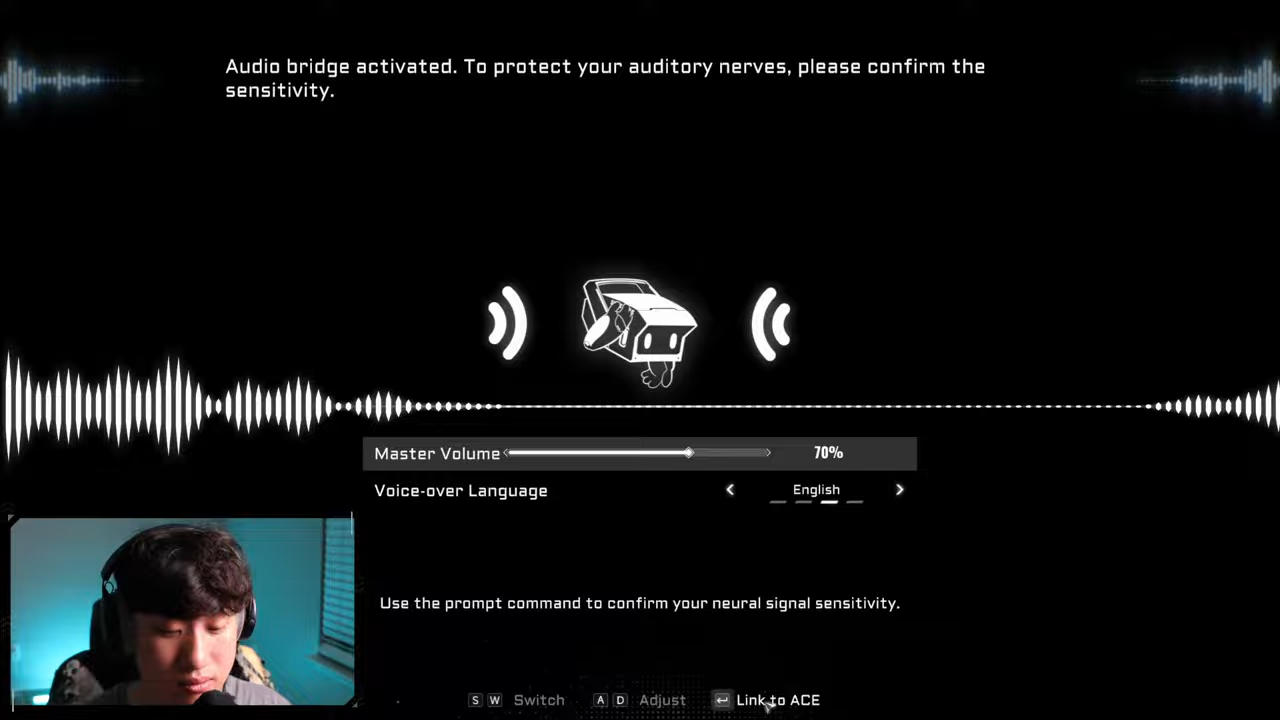 Audio bridge activated. To protect your auditory nerves, please confirm the
sensitivity.
Master Volume 70%
Voice-over Language English
Use the prompt command to confirm your neural signal sensitivity.
S W Switch A D Adjust Link to ACE